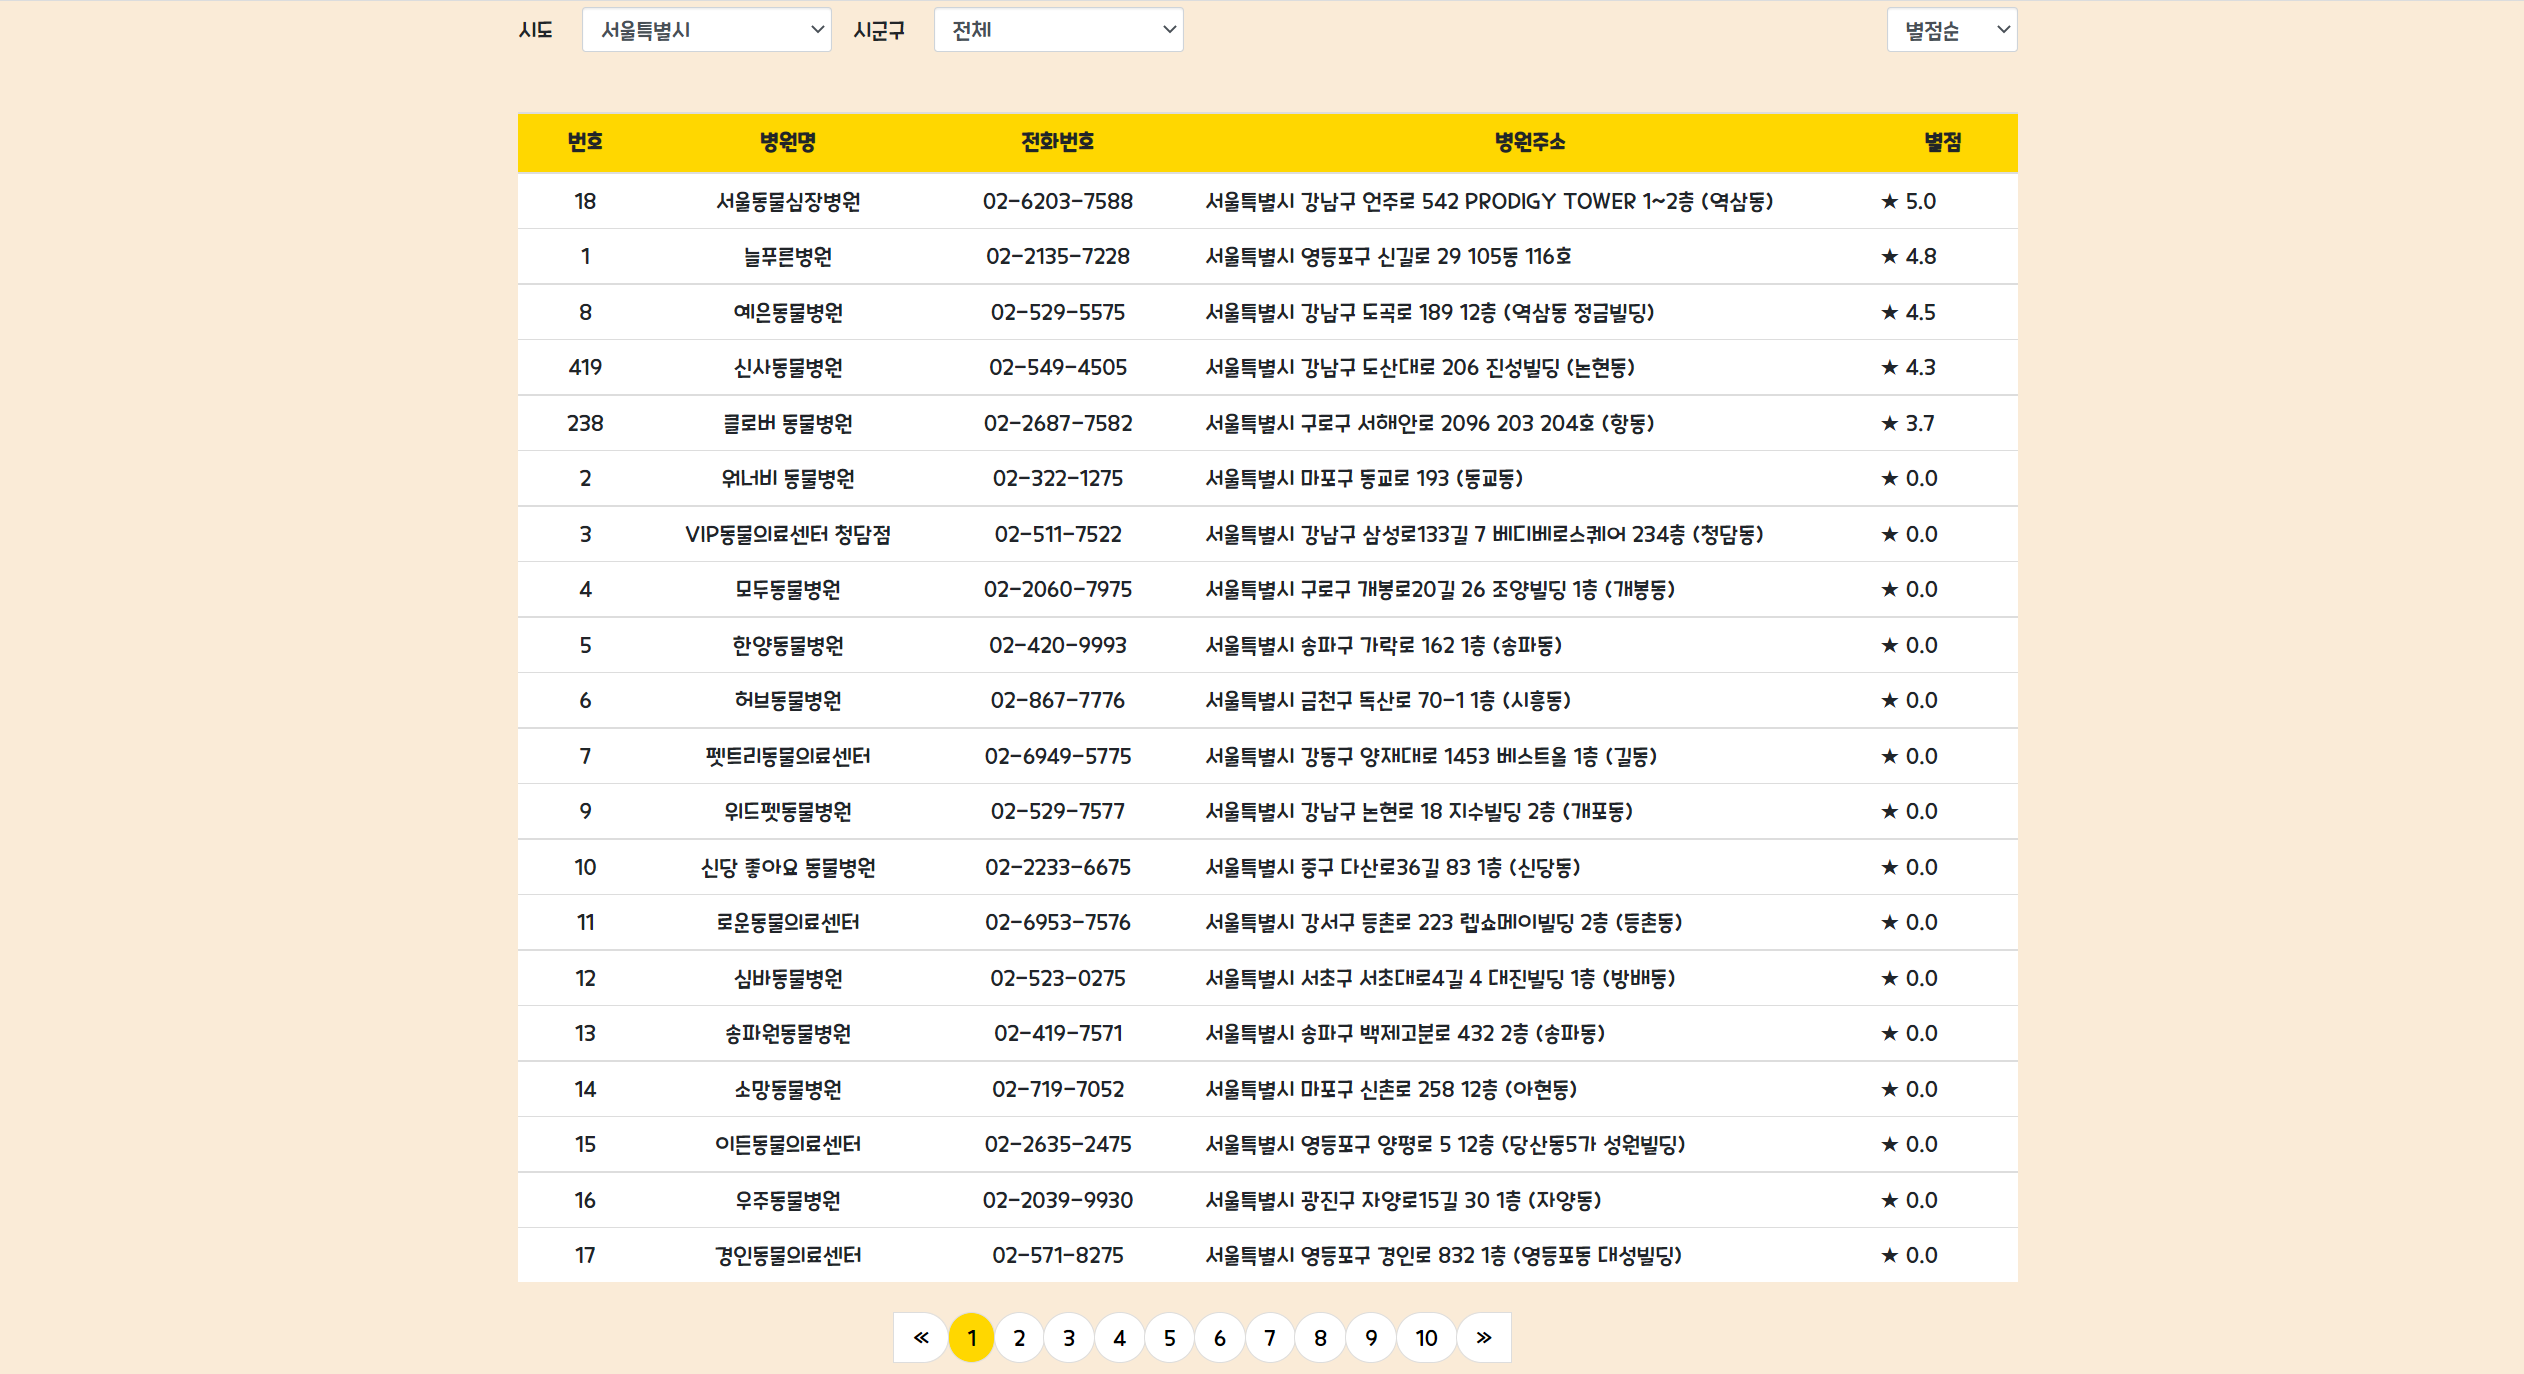 시도 서울특별시 시군구 전체 별점순
번호 병원명 전화번호 병원주소 별점
18 서울동물심장병원 02-6203-7588 서울특별시 강남구 언주로 542 PRODIGY TOWER 1~2층 (역삼동) ★ 5.0
1 늘푸른병원 02-2135-7228 서울특별시 영등포구 신길로 29 105동 116호 ★ 4.8
8 예은동물병원 02-529-5575 서울특별시 강남구 도곡로 189 12층 (역삼동 정금빌딩) ★ 4.5
419 신사동물병원 02-549-4505 서울특별시 강남구 도산대로 206 진성빌딩 (논현동) ★ 4.3
238 클로버 동물병원 02-2687-7582 서울특별시 구로구 서해안로 2096 203 204호 (항동) ★ 3.7
2 워너비 동물병원 02-322-1275 서울특별시 마포구 동교로 193 (동교동) ★ 0.0
3 VIP동물의료센터 청담점 02-511-7522 서울특별시 강남구 삼성로133길 7 베디베로스퀘어 234층 (청담동) ★ 0.0
4 모두동물병원 02-2060-7975 서울특별시 구로구 개봉로20길 26 조양빌딩 1층 (개봉동) ★ 0.0
5 한양동물병원 02-420-9993 서울특별시 송파구 가락로 162 1층 (송파동) ★ 0.0
6 허브동물병원 02-867-7776 서울특별시 금천구 독산로 70-1 1층 (시흥동) ★ 0.0
7 펫트리동물의료센터 02-6949-5775 서울특별시 강동구 양재대로 1453 베스트올 1층 (길동) ★ 0.0
9 위드펫동물병원 02-529-7577 서울특별시 강남구 논현로 18 지수빌딩 2층 (개포동) ★ 0.0
10 신당 좋아요 동물병원 02-2233-6675 서울특별시 중구 다산로36길 83 1층 (신당동) ★ 0.0
11 로운동물의료센터 02-6953-7576 서울특별시 강서구 등촌로 223 렙쇼메이빌딩 2층 (등촌동) ★ 0.0
12 심바동물병원 02-523-0275 서울특별시 서초구 서초대로4길 4 대진빌딩 1층 (방배동) ★ 0.0
13 송파원동물병원 02-419-7571 서울특별시 송파구 백제고분로 432 2층 (송파동) ★ 0.0
14 소망동물병원 02-719-7052 서울특별시 마포구 신촌로 258 12층 (아현동) ★ 0.0
15 이든동물의료센터 02-2635-2475 서울특별시 영등포구 양평로 5 12층 (당산동5가 성원빌딩) ★ 0.0
16 우주동물병원 02-2039-9930 서울특별시 광진구 자양로15길 30 1층 (자양동) ★ 0.0
17 경인동물의료센터 02-571-8275 서울특별시 영등포구 경인로 832 1층 (영등포동 대성빌딩) ★ 0.0
« 1 2 3 4 5 6 7 8 9 10 »